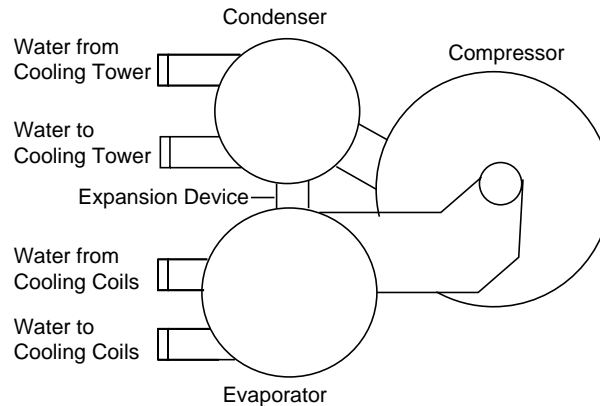 Condenser
Water from
Cooling Tower
Compressor
Water to
Cooling Tower
Expansion Device
Water from
Cooling Coils
Water to
Cooling Coils
Evaporator